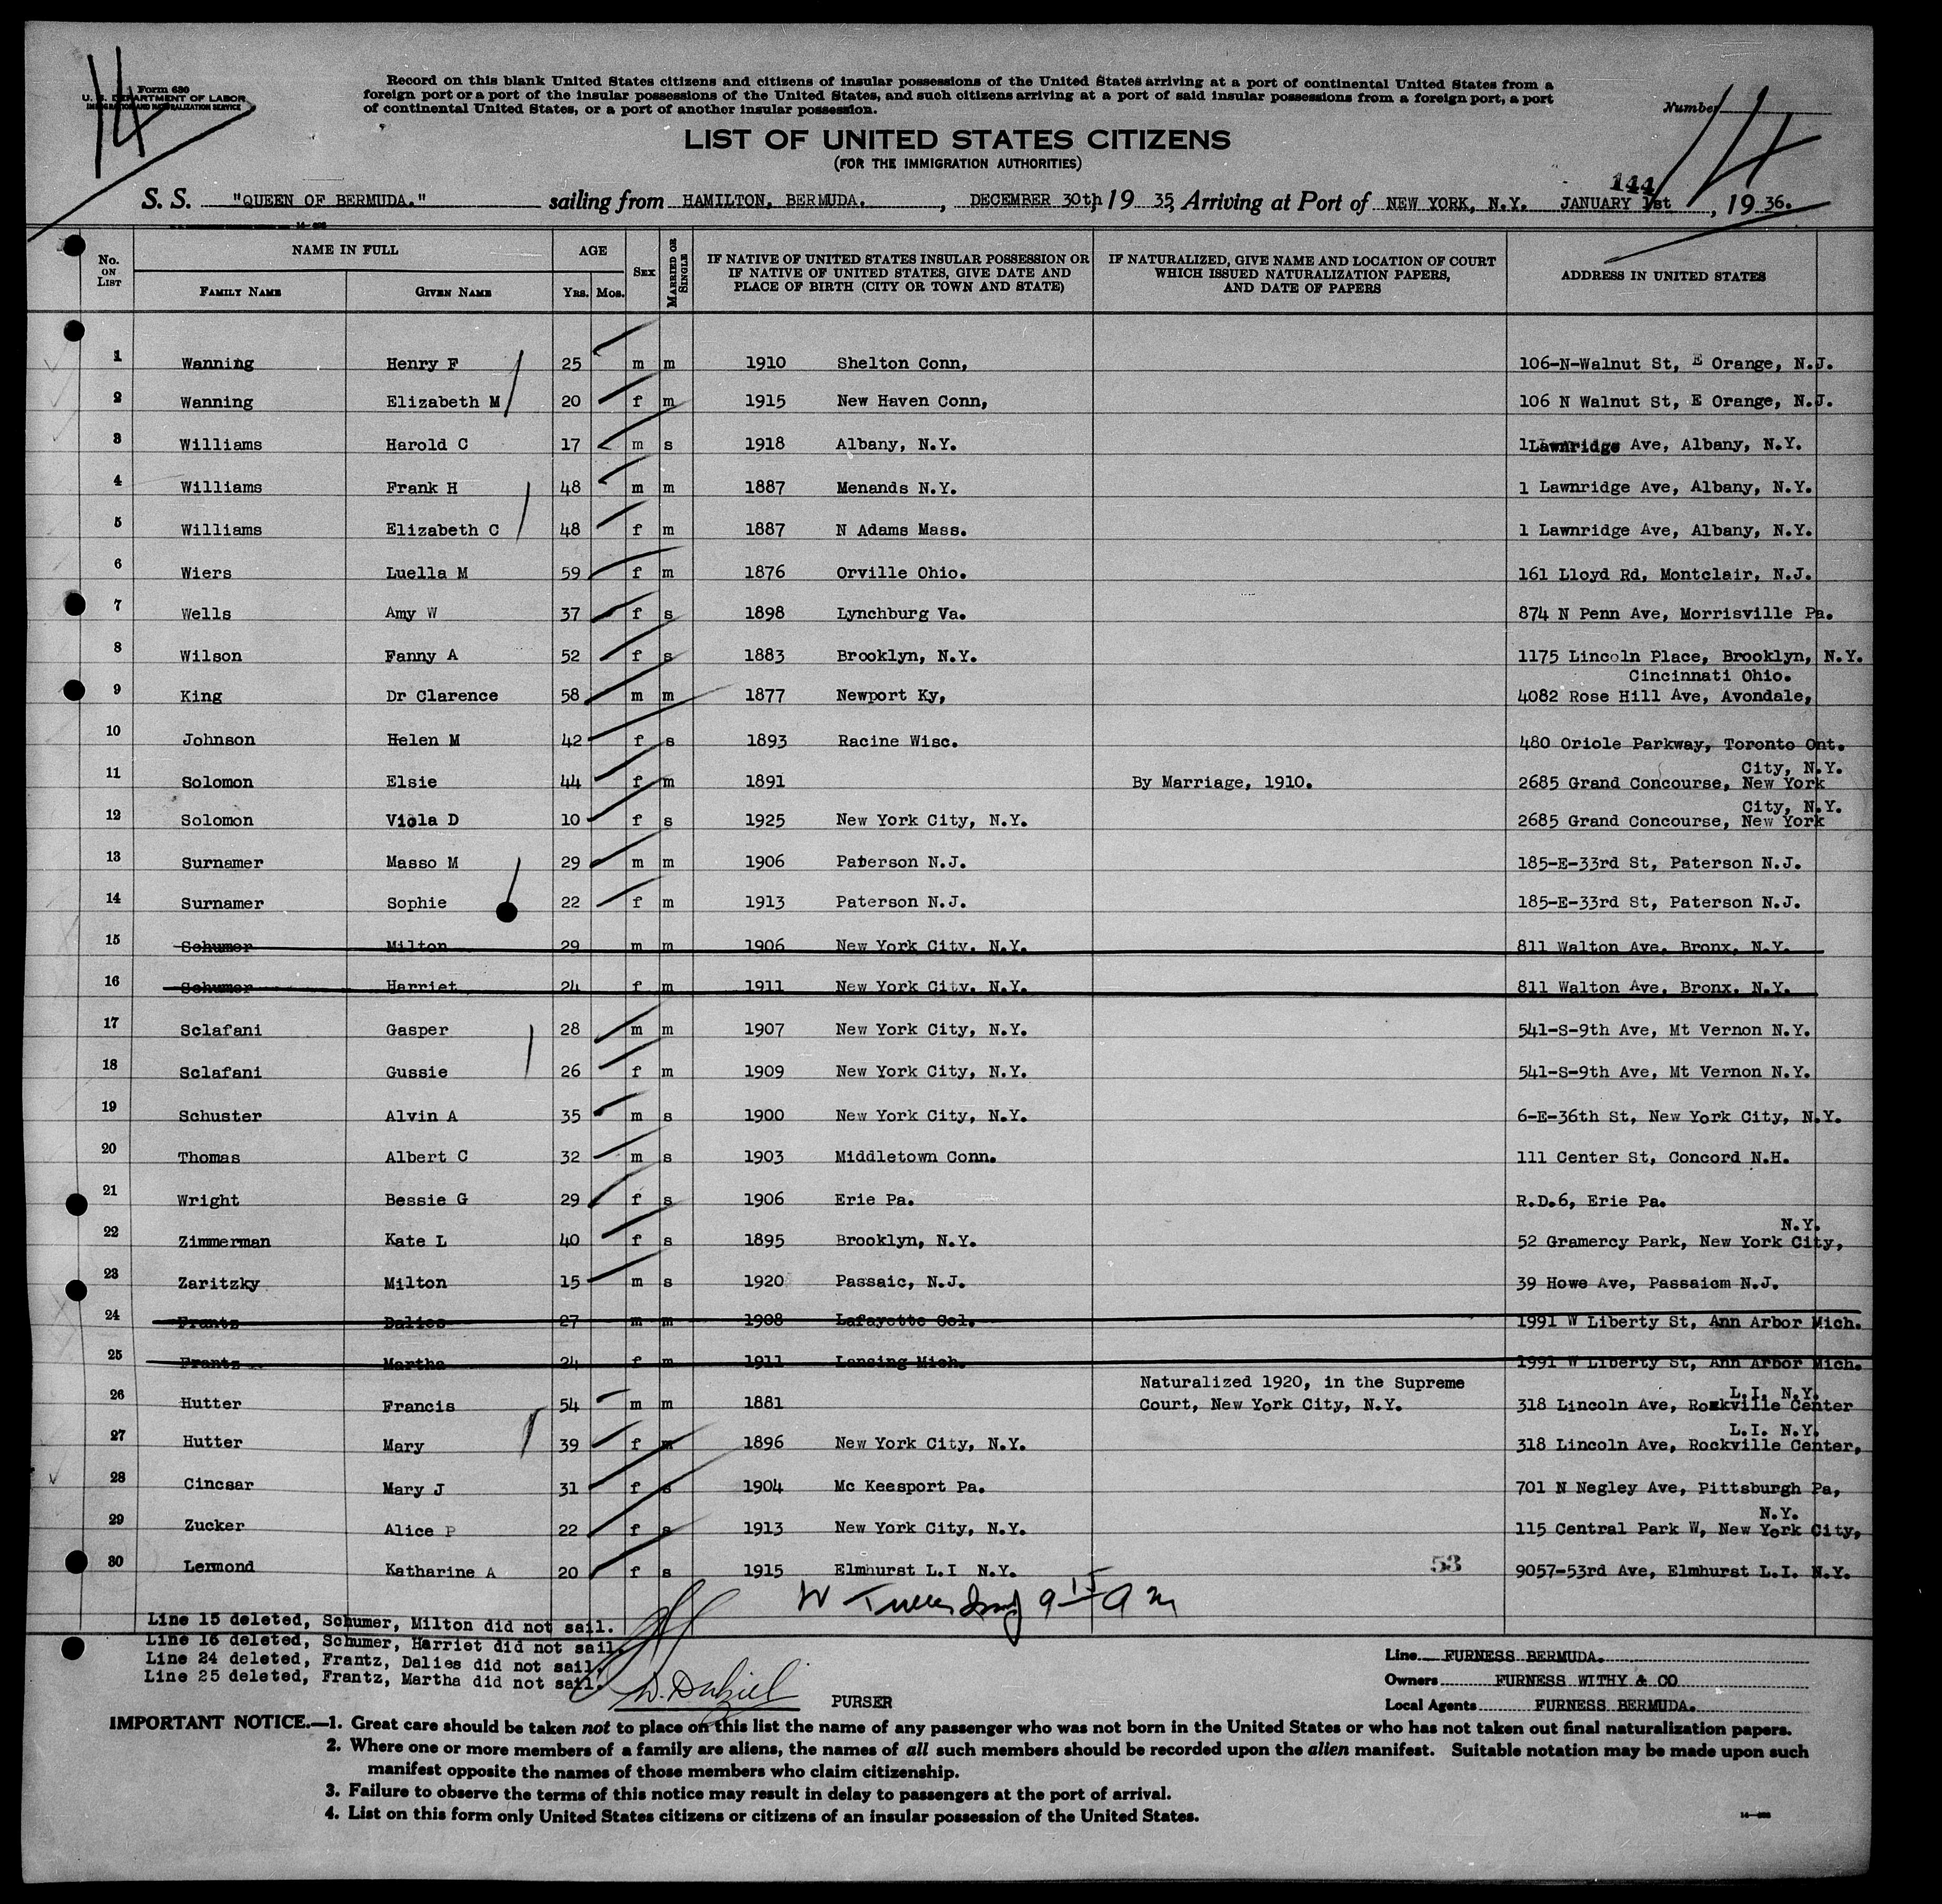 14
Form 630
U. S. DEPARTMENT OF LABOR
IMMIGRATION AND NATURALIZATION SERVICE
Record on this blank United States citizens and citizens of insular possessions of the United States arriving at a port of continental United States from a
foreign port or a port of the insular possessions of the United States, and such citizens arriving at a port of said insular possessions from a foreign port, a port
of continental United States, or a port of another insular possession.
Number 14
LIST OF UNITED STATES CITIZENS
(FOR THE IMMIGRATION AUTHORITIES)
144
S. S. "QUEEN OF BERMUDA." sailing from HAMILTON, BERMUDA. , DECEMBER 30th, 19 35, Arriving at Port of NEW YORK, N.Y. JANUARY 1st , 19 36.
No. ON LIST NAME IN FULL AGE SEX MARRIED OR SINGLE IF NATIVE OF UNITED STATES INSULAR POSSESSION OR IF NATIVE OF UNITED STATES, GIVE DATE AND PLACE OF BIRTH (CITY OR TOWN AND STATE) IF NATURALIZED, GIVE NAME AND LOCATION OF COURT WHICH ISSUED NATURALIZATION PAPERS, AND DATE OF PAPERS ADDRESS IN UNITED STATES
FAMILY NAME GIVEN NAME YRS. MOS.
1 Wanning Henry F 25 m m 1910 Shelton Conn, 106-N-Walnut St, E Orange, N.J.
2 Wanning Elizabeth M 20 f m 1915 New Haven Conn, 106 N Walnut St, E Orange, N.J.
3 Williams Harold C 17 m s 1918 Albany, N.Y. 1Lawnridge Ave, Albany, N.Y.
4 Williams Frank H 48 m m 1887 Menands N.Y. 1 Lawnridge Ave, Albany, N.Y.
5 Williams Elizabeth C 48 f m 1887 N Adams Mass. 1 Lawnridge Ave, Albany, N.Y.
6 Wiers Luella M 59 f m 1876 Orville Ohio. 161 Lloyd Rd, Montclair, N.J.
7 Wells Amy W 37 f s 1898 Lynchburg Va. 874 N Penn Ave, Morrisville Pa.
8 Wilson Fanny A 52 f s 1883 Brooklyn, N.Y. 1175 Lincoln Place, Brooklyn, N.Y.
Cincinnati Ohio.
9 King Dr Clarence 58 m m 1877 Newport Ky, 4082 Rose Hill Ave, Avondale,
10 Johnson Helen M 42 f s 1893 Racine Wisc. 480 Oriole Parkway, Toronto Ont.
City, N.Y.
11 Solomon Elsie 44 f m 1891 By Marriage, 1910. 2685 Grand Concourse, New York
City, N.Y.
12 Solomon Viola D 10 f s 1925 New York City, N.Y. 2685 Grand Concourse, New York
13 Surnamer Masso M 29 m m 1906 Paterson N.J. 185-E-33rd St, Paterson N.J.
14 Surnamer Sophie 22 f m 1913 Paterson N.J. 185-E-33rd St, Paterson N.J.
15 Schumer Milton 29 m m 1906 New York City. N.Y. 811 Walton Ave. Bronx. N.Y.
16 Schumer Harriet 24 f m 1911 New York City. N.Y. 811 Walton Ave. Bronx. N.Y.
17 Sclafani Gasper 28 m m 1907 New York City, N.Y. 541-S-9th Ave, Mt Vernon N.Y.
18 Sclafani Gussie 26 f m 1909 New York City, N.Y. 541-S-9th Ave, Mt Vernon N.Y.
19 Schuster Alvin A 35 m s 1900 New York City, N.Y. 6-E-36th St, New York City, N.Y.
20 Thomas Albert C 32 m s 1903 Middletown Conn. 111 Center St, Concord N.H.
21 Wright Bessie G 29 f s 1906 Erie Pa. R.D.6, Erie Pa.
N.Y.
22 Zimmerman Kate L 40 f s 1895 Brooklyn, N.Y. 52 Gramercy Park, New York City,
23 Zaritzky Milton 15 m s 1920 Passaic, N.J. 39 Howe Ave, Passaicm N.J.
24 Frantz Dalies 27 m m 1908 Lafayette Col. 1991 W Liberty St, Ann Arbor Mich.
25 Frantz Martha 24 f m 1911 Lansing Mich. 1991 W Liberty St, Ann Arbor Mich.
Naturalized 1920, in the Supreme L.I. N.Y.
26 Hutter Francis 54 m m 1881 Court, New York City, N.Y. 318 Lincoln Ave, Rockville Center
L.I. N.Y.
27 Hutter Mary 39 f m 1896 New York City, N.Y. 318 Lincoln Ave, Rockville Center,
28 Cincsar Mary J 31 f s 1904 Mc Keesport Pa. 701 N Negley Ave, Pittsburgh Pa,
N.Y.
29 Zucker Alice P 22 f s 1913 New York City, N.Y. 115 Central Park W, New York City,
30 Lermond Katharine A 20 f s 1915 Elmhurst L.I N.Y. 53 9057-53rd Ave, Elmhurst L.I. N.Y.
Line 15 deleted, Schumer, Milton did not sail.
Line 16 deleted, Schumer, Harriet did not sail.
Line 24 deleted, Frantz, Dalies did not sail.
Line 25 deleted, Frantz, Martha did not sail.
PURSER
Line FURNESS BERMUDA.
Owners FURNESS WITHY & CO
Local Agents FURNESS BERMUDA.
IMPORTANT NOTICE.—1. Great care should be taken not to place on this list the name of any passenger who was not born in the United States or who has not taken out final naturalization papers.
2. Where one or more members of a family are aliens, the names of all such members should be recorded upon the alien manifest. Suitable notation may be made upon such
manifest opposite the names of those members who claim citizenship.
3. Failure to observe the terms of this notice may result in delay to passengers at the port of arrival.
4. List on this form only United States citizens or citizens of an insular possession of the United States.